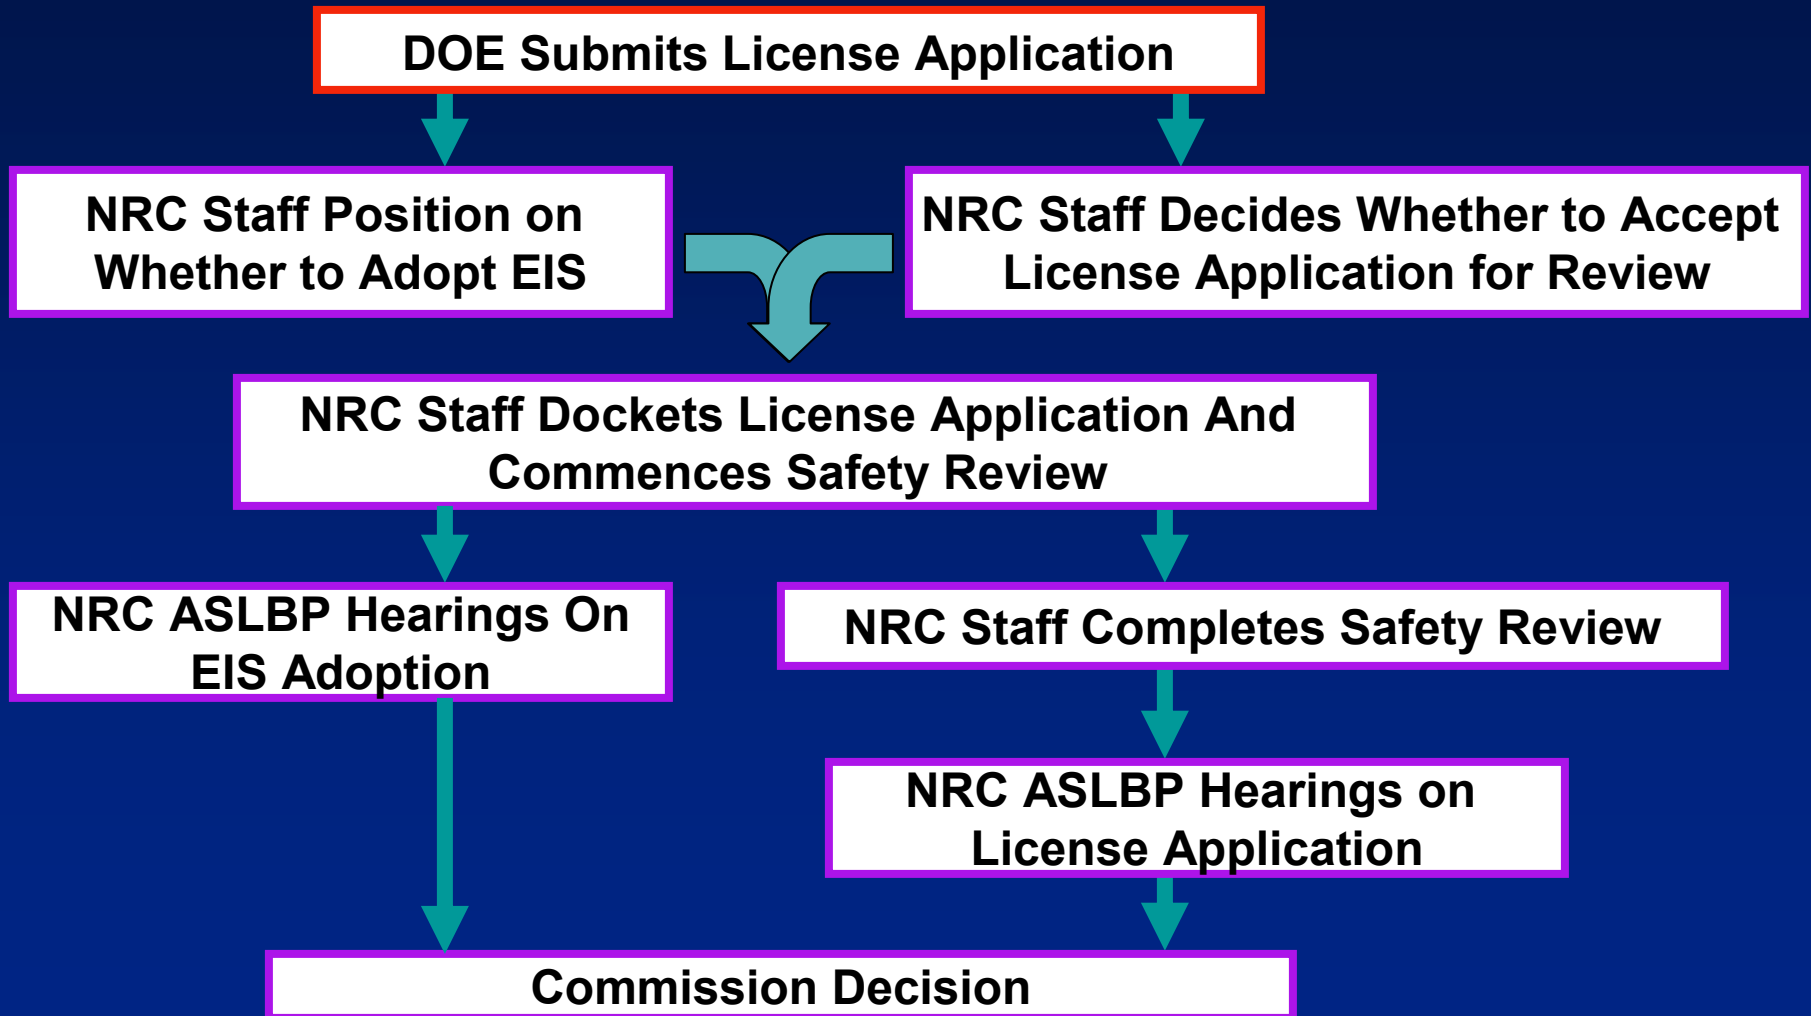 DOE Submits License Application
NRC Staff Position on
Whether to Adopt EIS
NRC Staff Decides Whether to Accept
License Application for Review
NRC Staff Dockets License Application And
Commences Safety Review
NRC ASLBP Hearings On
EIS Adoption
NRC Staff Completes Safety Review
NRC ASLBP Hearings on
License Application
Commission Decision